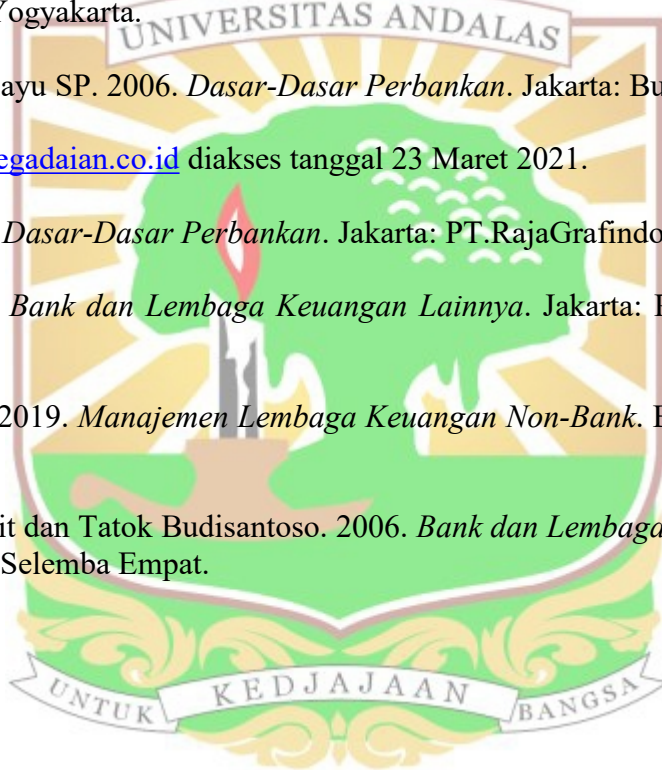 Yogyakarta.
UNIVERSITAS ANDALAS
ayu SP. 2006. Dasar-Dasar Perbankan. Jakarta: Bu
egadaian.co.id diakses tanggal 23 Maret 2021.
Dasar-Dasar Perbankan. Jakarta: PT.RajaGrafindo
Bank dan Lembaga Keuangan Lainnya. Jakarta:
2019. Manajemen Lembaga Keuangan Non-Bank.
it dan Tatok Budisantoso. 2006. Bank dan Lembaga
Selemba Empat.
UNTUK KEDJAJAAN BANGSA